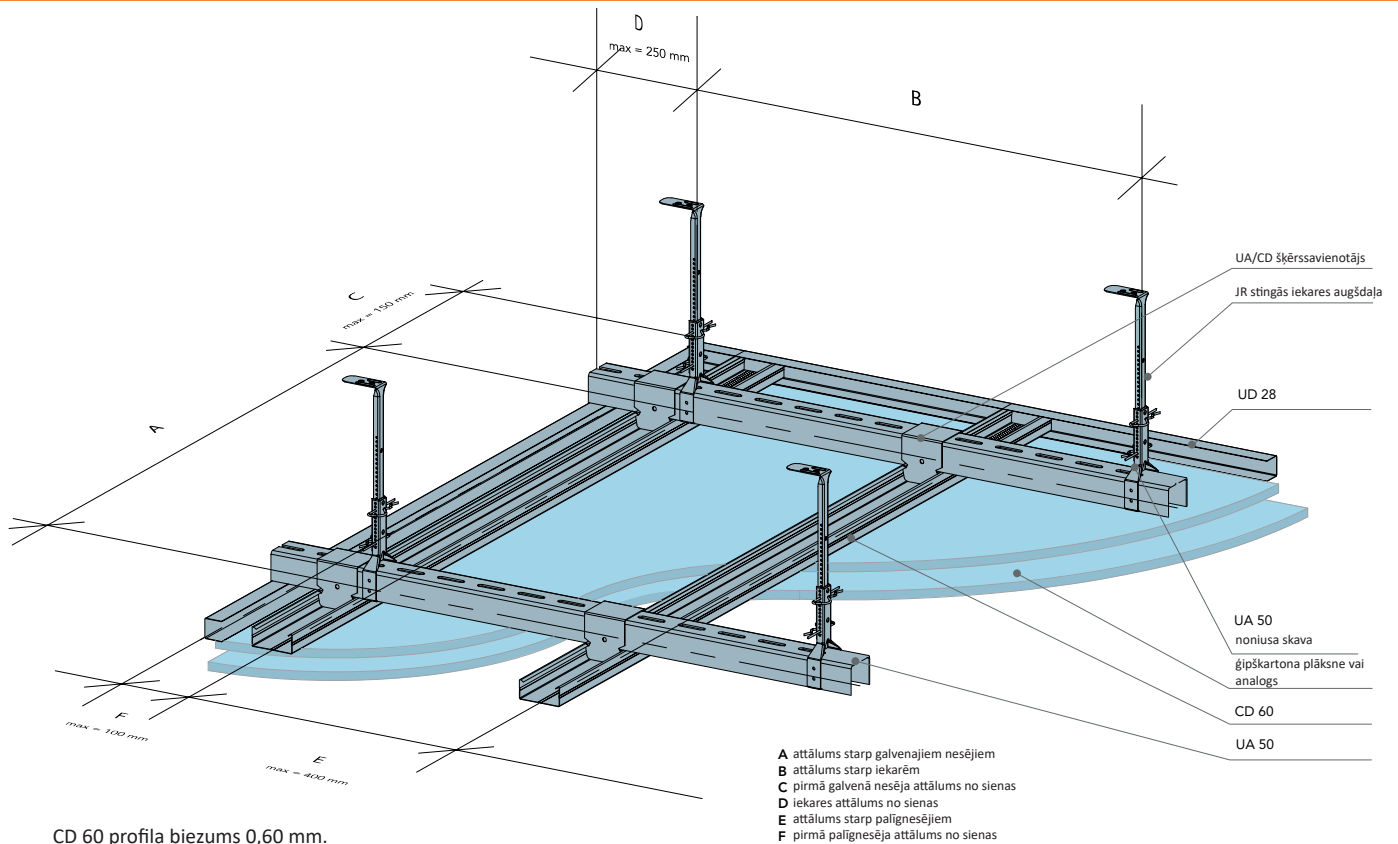 D
max = 250 mm
B
UA/CD šķērssavienotājs
JR stingās iekares augšdaļa
C
max = 150 mm
UD 28
A
UA 50
noniusa skava
ģipškartona plāksne vai
analogs
CD 60
UA 50
F
max = 100 mm
E
max = 400 mm
A attālums starp galvenajiem nesējiem
B attālums starp iekarēm
C pirmā galvenā nesēja attālums no sienas
D iekares attālums no sienas
E attālums starp palīgnesējiem
F pirmā palīgnesēja attālums no sienas
CD 60 profila biezums 0,60 mm.